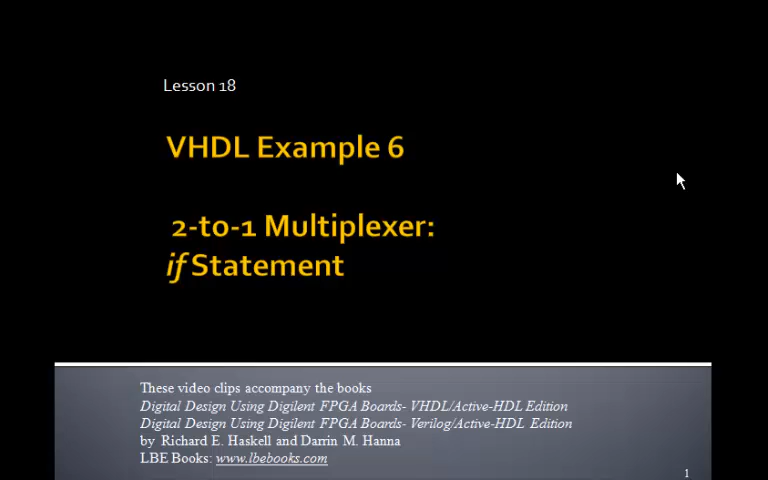 Lesson 18
VHDL Example 6
2-to-1 Multiplexer:
if Statement
These video clips accompany the books
Digital Design Using Digilent FPGA Boards- VHDL/Active-HDL Edition
Digital Design Using Digilent FPGA Boards- Verilog/Active-HDL Edition
by Richard E. Haskell and Darrin M. Hanna
LBE Books: www.lbebooks.com
1